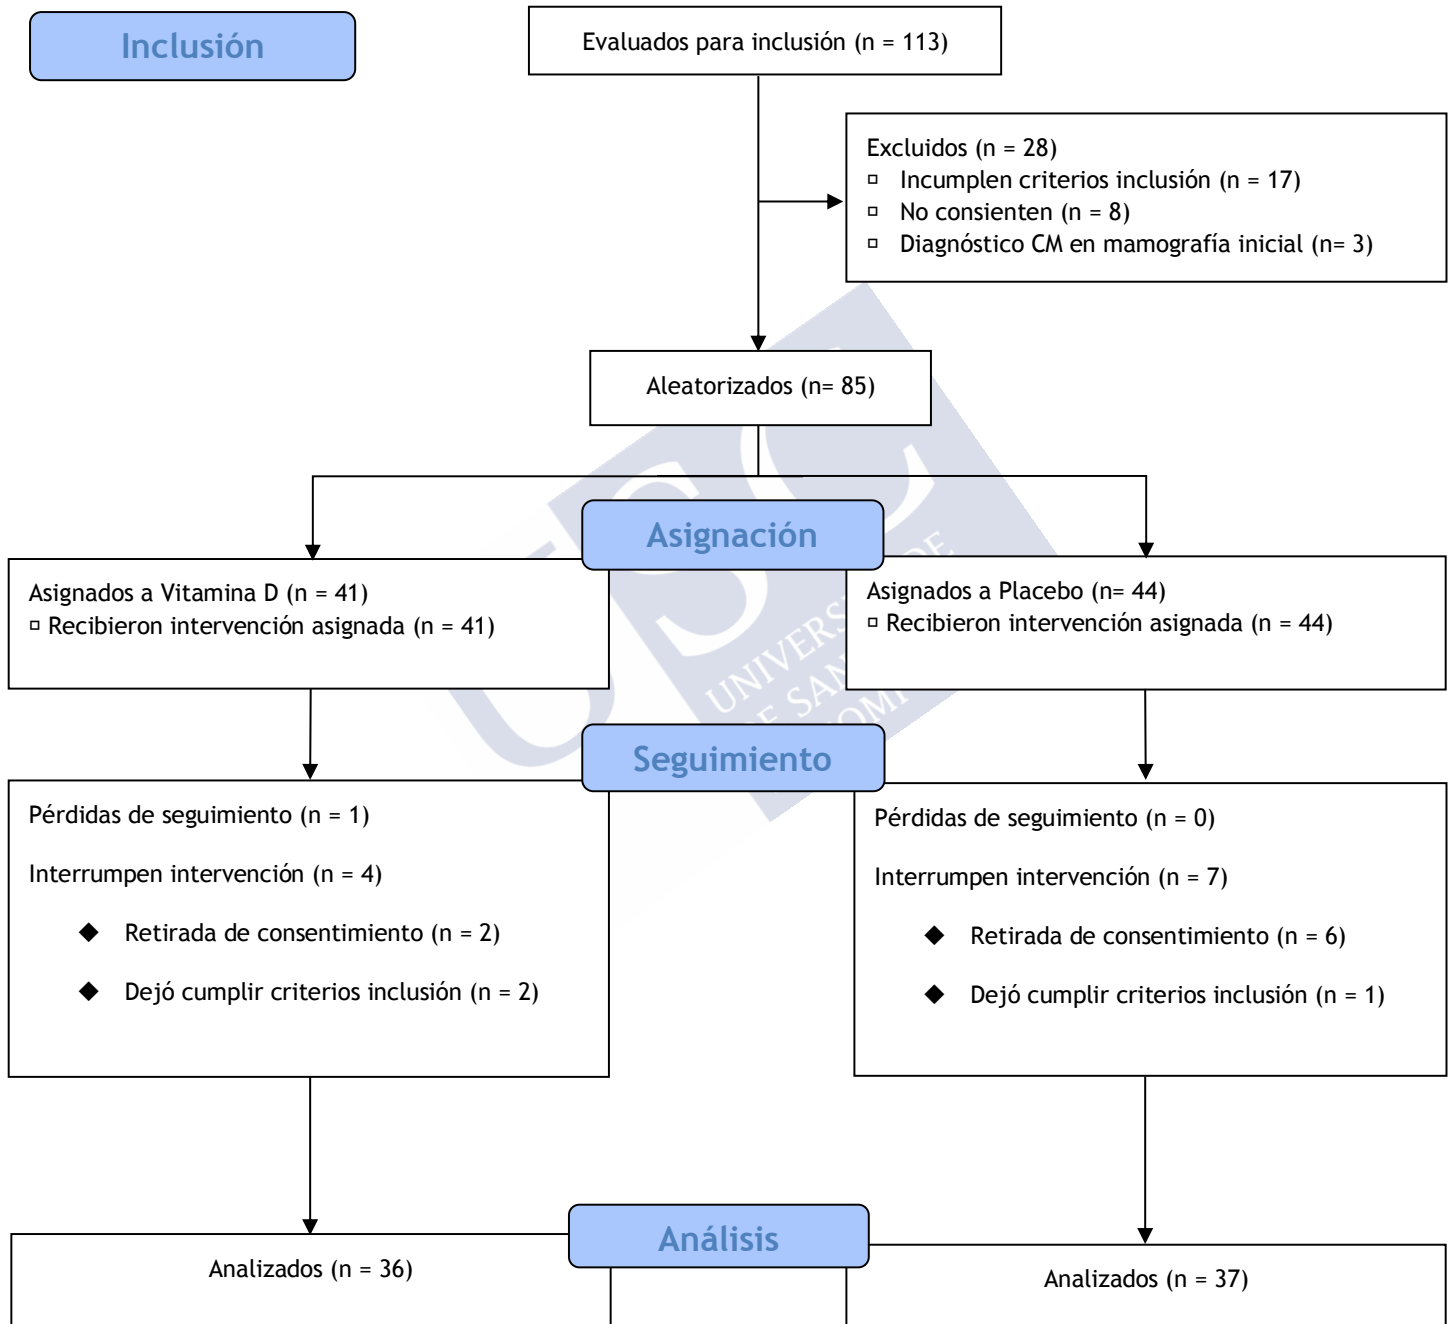 Inclusión
Evaluados para inclusión (n = 113)
Excluidos (n = 28)
▫ Incumplen criterios inclusión (n = 17)
▫ No consienten (n = 8)
▫ Diagnóstico CM en mamografía inicial (n= 3)
Aleatorizados (n= 85)
Asignación
Asignados a Vitamina D (n = 41)
▫ Recibieron intervención asignada (n = 41)
Asignados a Placebo (n= 44)
▫ Recibieron intervención asignada (n = 44)
USC
Seguimiento
Pérdidas de seguimiento (n = 1)
Interrumpen intervención (n = 4)
◆ Retirada de consentimiento (n = 2)
◆ Dejó cumplir criterios inclusión (n = 2)
Pérdidas de seguimiento (n = 0)
Interrumpen intervención (n = 7)
◆ Retirada de consentimiento (n = 6)
◆ Dejó cumplir criterios inclusión (n = 1)
Análisis
Analizados (n = 36)
Analizados (n = 37)